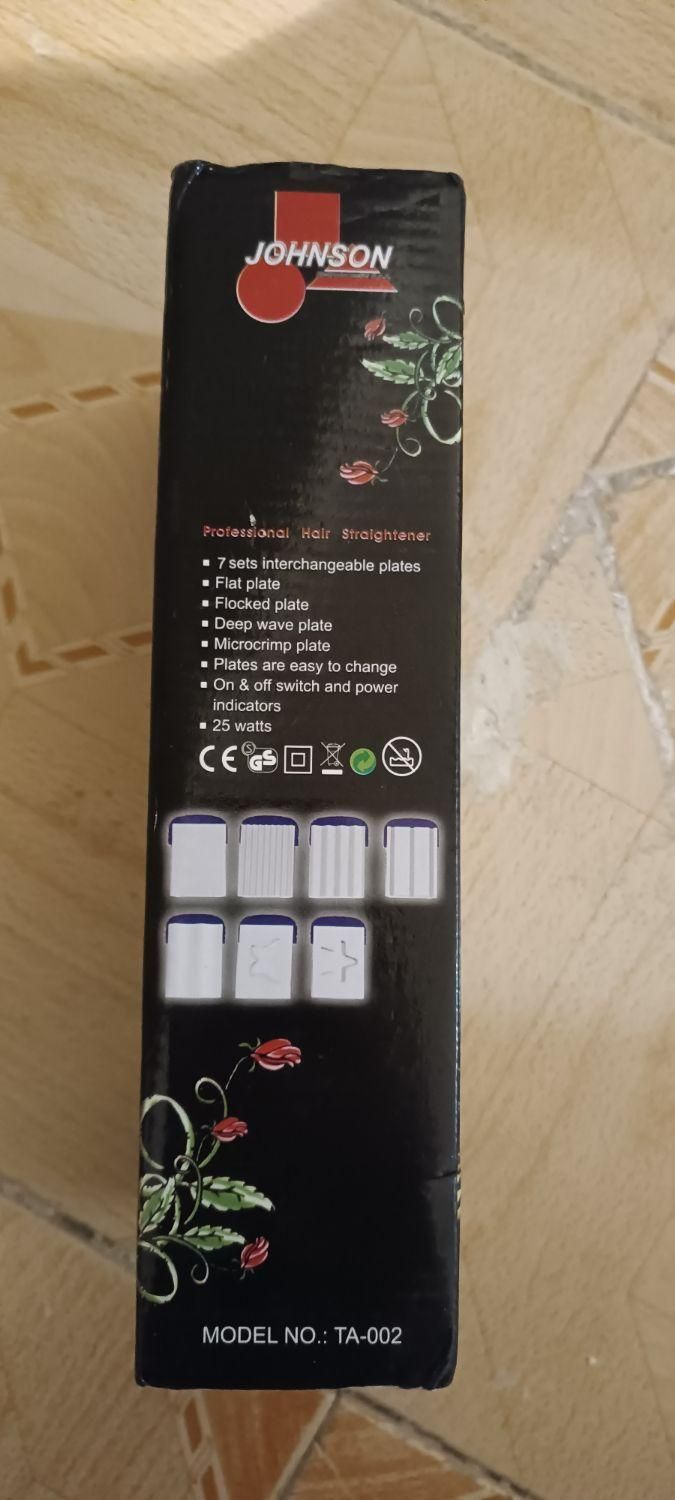 JOHNSON
Professional Hair Straightener
▪ 7 sets interchangeable plates
▪ Flat plate
▪ Flocked plate
▪ Deep wave plate
▪ Microcrimp plate
▪ Plates are easy to change
▪ On & off switch and power
indicators
▪ 25 watts
CE S GS
MODEL NO.: TA-002